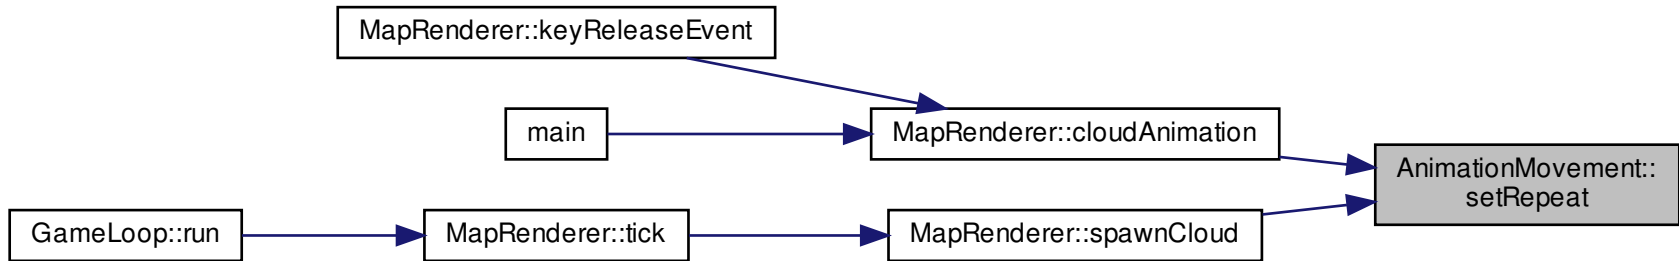 MapRenderer::keyReleaseEvent
main
MapRenderer::cloudAnimation
AnimationMovement::
setRepeat
GameLoop::run
MapRenderer::tick
MapRenderer::spawnCloud